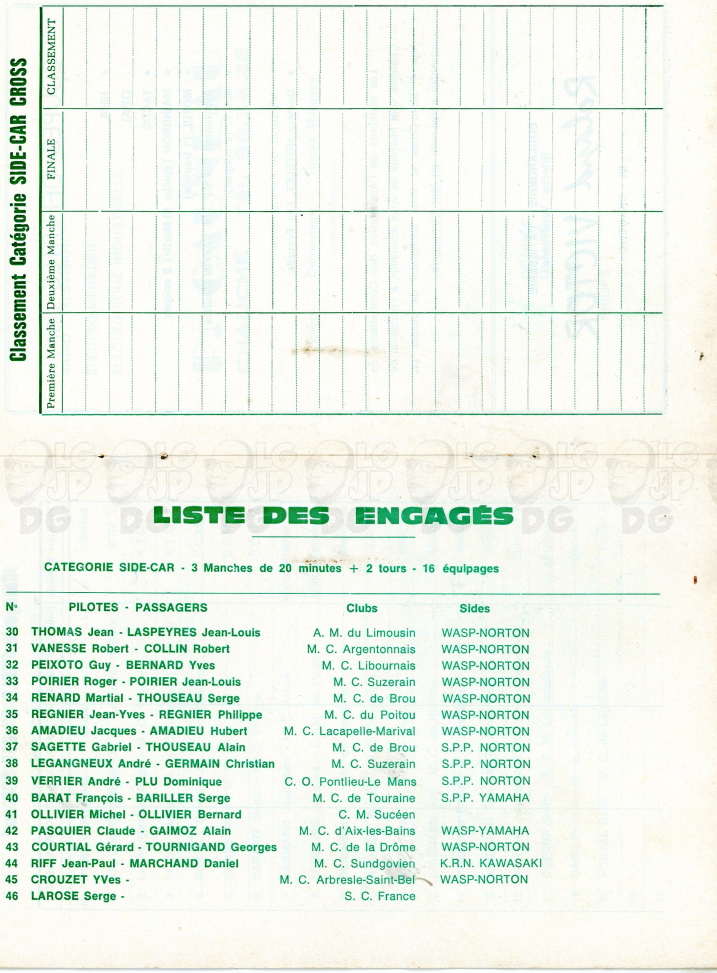 Classement Catégorie SIDE-CAR CROSS
CLASSEMENT
FINALE
Deuxième Manche
Première Manche
LGJP
DG
LISTE DES ENGAGÉS
CATEGORIE SIDE-CAR - 3 Manches de 20 minutes + 2 tours - 16 équipages
N° PILOTES - PASSAGERS Clubs Sides
30 THOMAS Jean - LASPEYRES Jean-Louis A. M. du Limousin WASP-NORTON
31 VANESSE Robert - COLLIN Robert M. C. Argentonnais WASP-NORTON
32 PEIXOTO Guy - BERNARD Yves M. C. Libournais WASP-NORTON
33 POIRIER Roger - POIRIER Jean-Louis M. C. Suzerain WASP-NORTON
34 RENARD Martial - THOUSEAU Serge M. C. de Brou WASP-NORTON
35 REGNIER Jean-Yves - REGNIER Philippe M. C. du Poitou WASP-NORTON
36 AMADIEU Jacques - AMADIEU Hubert M. C. Lacapelle-Marival WASP-NORTON
37 SAGETTE Gabriel - THOUSEAU Alain M. C. de Brou S.P.P. NORTON
38 LEGANGNEUX André - GERMAIN Christian M. C. Suzerain S.P.P. NORTON
39 VERRIER André - PLU Dominique C. O. Pontlieu-Le Mans S.P.P. NORTON
40 BARAT François - BARILLER Serge M. C. de Touraine S.P.P. YAMAHA
41 OLLIVIER Michel - OLLIVIER Bernard C. M. Sucéen
42 PASQUIER Claude - GAIMOZ Alain M. C. d'Aix-les-Bains WASP-YAMAHA
43 COURTIAL Gérard - TOURNIGAND Georges M. C. de la Drôme WASP-NORTON
44 RIFF Jean-Paul - MARCHAND Daniel M. C. Sundgovien K.R.N. KAWASAKI
45 CROUZET YVes - M. C. Arbresle-Saint-Bel WASP-NORTON
46 LAROSE Serge - S. C. France